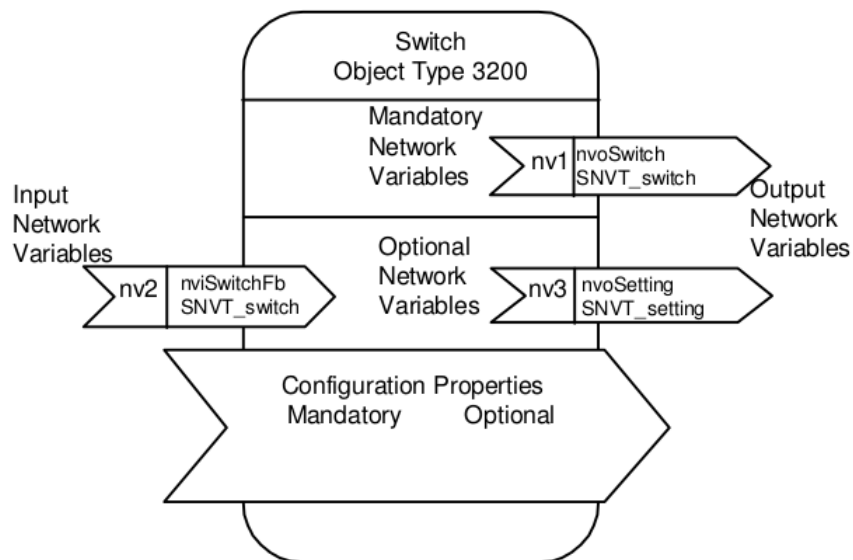 Switch
Object Type 3200
Mandatory
Network
Variables
nv1
nvoSwitch
SNVT_switch
Input
Network
Variables
Output
Network
Variables
Optional
Network
Variables
nv2
nviSwitchFb
SNVT_switch
nv3
nvoSetting
SNVT_setting
Configuration Properties
Mandatory Optional